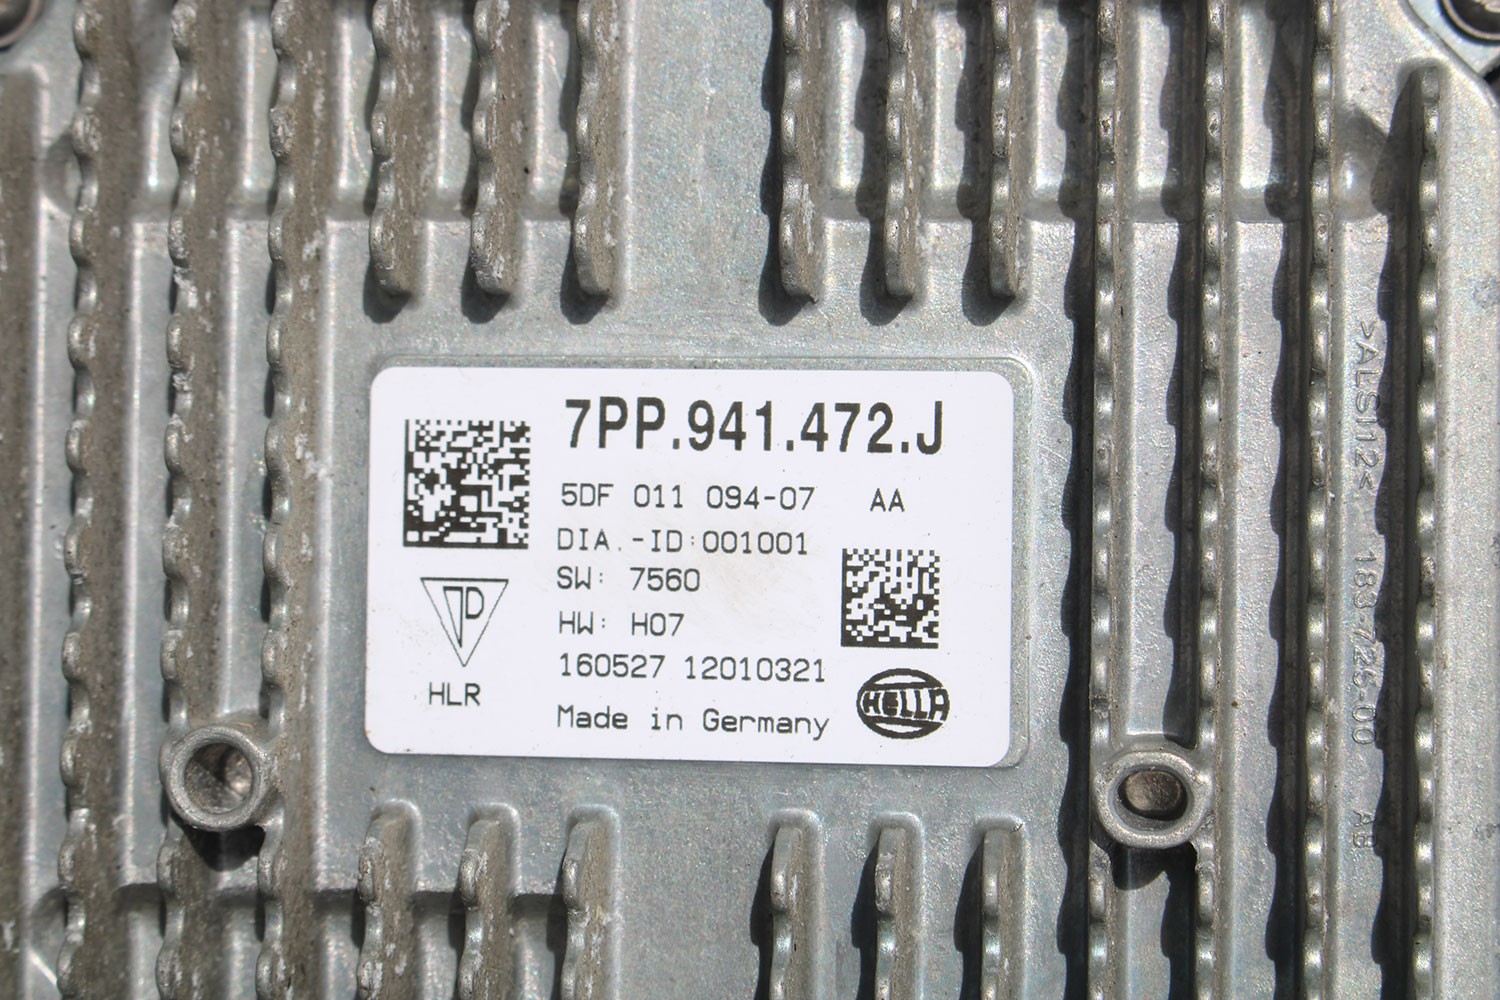 7PP.941.472.J
5DF 011 094-07 AA
DIA.-ID:001001
SW: 7560
HW: H07
160527 12010321
Made in Germany
HLR
HELLA
>ALSI12< 183.725-00 AB